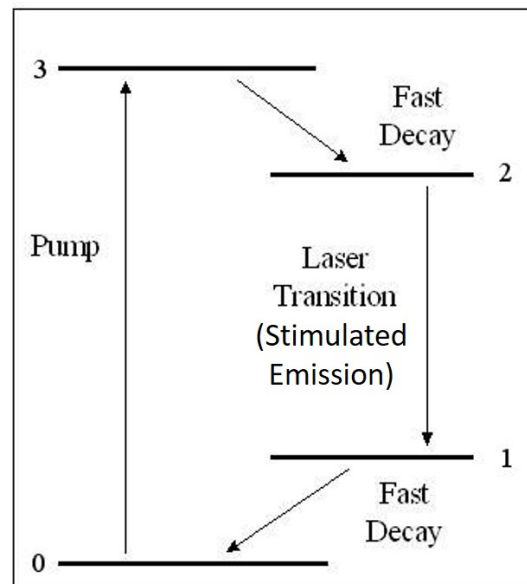 3
Fast
Decay
2
Pump
Laser
Transition
(Stimulated
Emission)
1
Fast
Decay
0